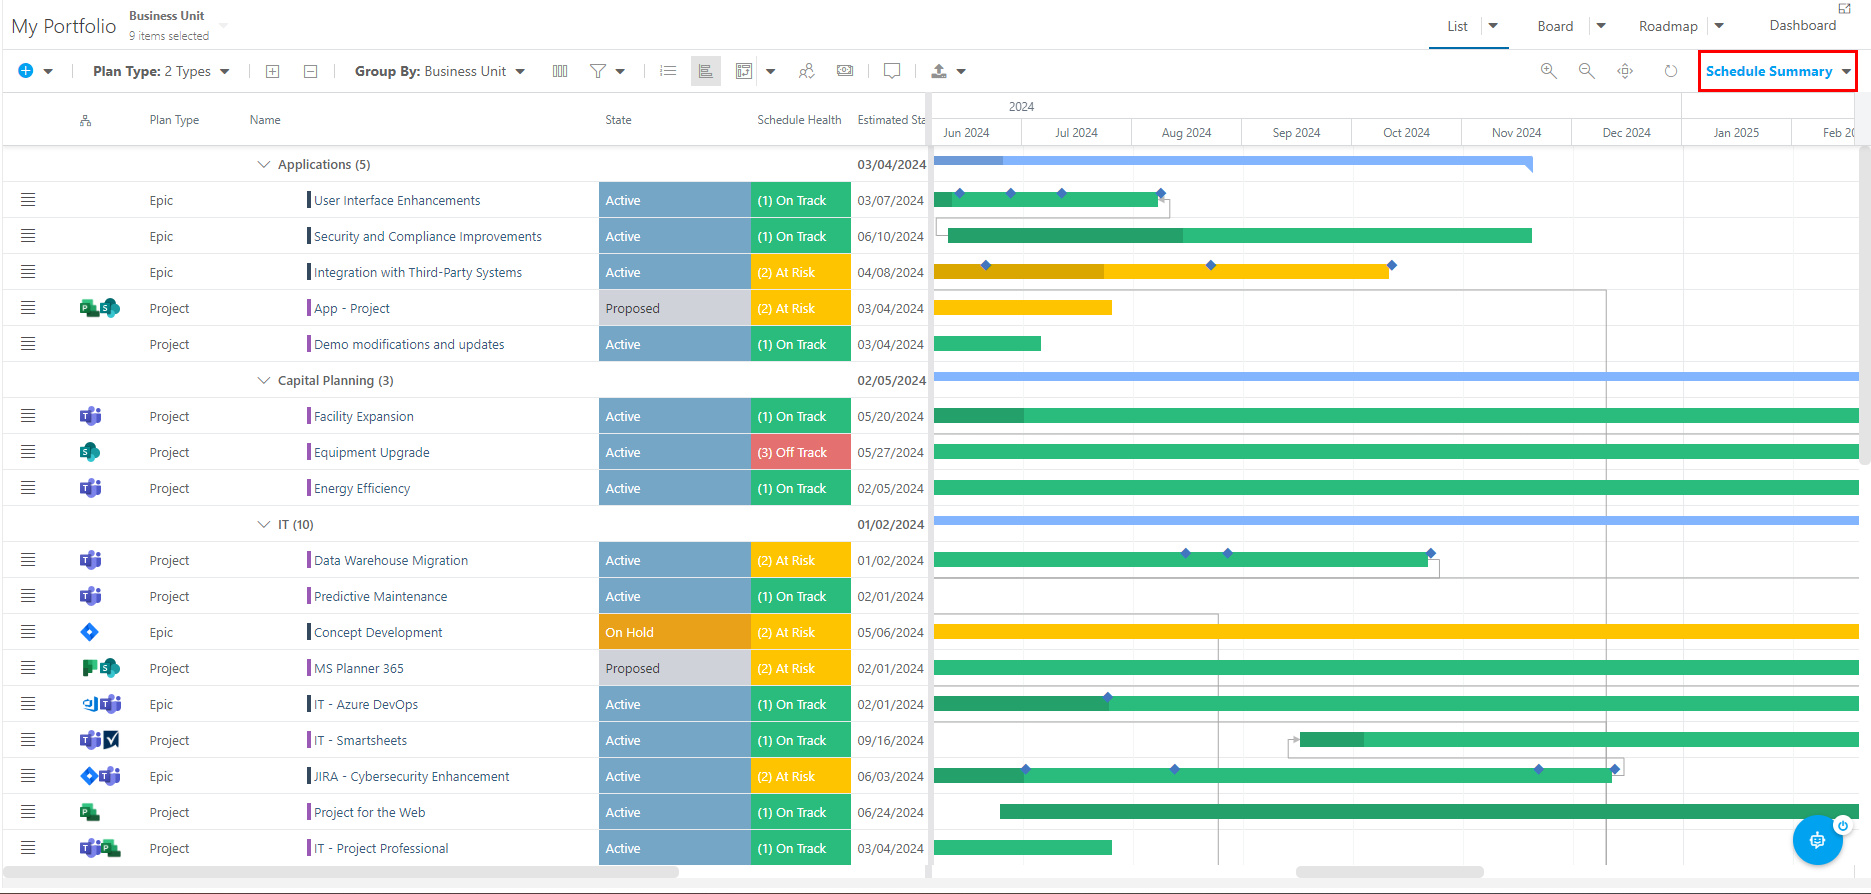 My Portfolio
Business Unit
9 items selected
List
Board
Roadmap
Dashboard
Plan Type: 2 Types
Group By: Business Unit
Schedule Summary
Plan Type Name State Schedule Health Estimated Sta
2024
Jun 2024 Jul 2024 Aug 2024 Sep 2024 Oct 2024 Nov 2024 Dec 2024 Jan 2025 Feb 20
Applications (5) 03/04/2024
Epic User Interface Enhancements Active (1) On Track 03/07/2024
Epic Security and Compliance Improvements Active (1) On Track 06/10/2024
Epic Integration with Third-Party Systems Active (2) At Risk 04/08/2024
Project App - Project Proposed (2) At Risk 03/04/2024
Project Demo modifications and updates Active (1) On Track 03/04/2024
Capital Planning (3) 02/05/2024
Project Facility Expansion Active (1) On Track 05/20/2024
Project Equipment Upgrade Active (3) Off Track 05/27/2024
Project Energy Efficiency Active (1) On Track 02/05/2024
IT (10) 01/02/2024
Project Data Warehouse Migration Active (2) At Risk 01/02/2024
Project Predictive Maintenance Active (1) On Track 02/01/2024
Epic Concept Development On Hold (2) At Risk 05/06/2024
Project MS Planner 365 Proposed (2) At Risk 02/01/2024
Epic IT - Azure DevOps Active (1) On Track 02/01/2024
Project IT - Smartsheets Active (1) On Track 09/16/2024
Epic JIRA - Cybersecurity Enhancement Active (2) At Risk 06/03/2024
Project Project for the Web Active (1) On Track 06/24/2024
Project IT - Project Professional Active (1) On Track 03/04/2024